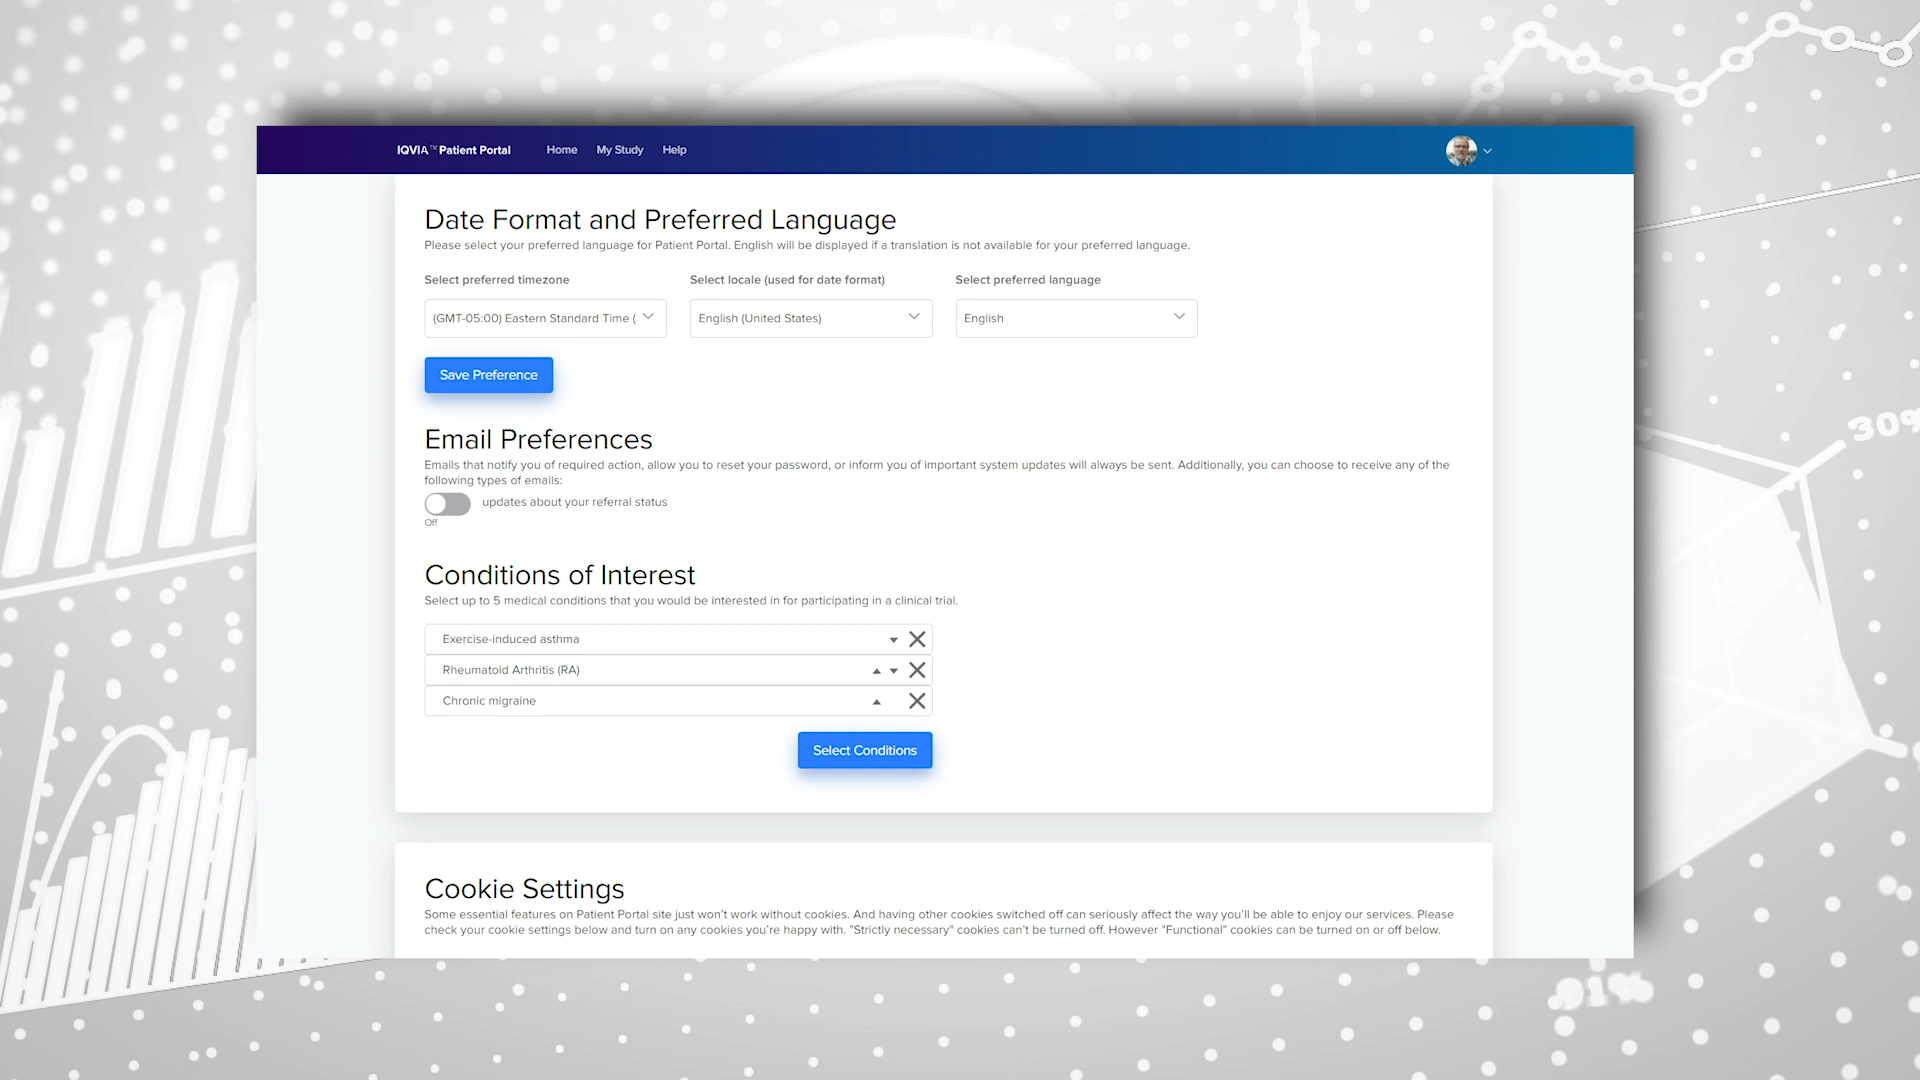 IQVIA™ Patient Portal Home My Study Help
Date Format and Preferred Language
Please select your preferred language for Patient Portal. English will be displayed if a translation is not available for your preferred language.
Select preferred timezone Select locale (used for date format) Select preferred language
(GMT-05:00) Eastern Standard Time ( English (United States) English
Save Preference
Email Preferences
Emails that notify you of required action, allow you to reset your password, or inform you of important system updates will always be sent. Additionally, you can choose to receive any of the
following types of emails:
updates about your referral status
Off
Conditions of Interest
Select up to 5 medical conditions that you would be interested in for participating in a clinical trial.
Exercise-induced asthma
Rheumatoid Arthritis (RA)
Chronic migraine
Select Conditions
Cookie Settings
Some essential features on Patient Portal site just won't work without cookies. And having other cookies switched off can seriously affect the way you'll be able to enjoy our services. Please
check your cookie settings below and turn on any cookies you're happy with. "Strictly necessary" cookies can't be turned off. However "Functional" cookies can be turned on or off below.
30%
91%